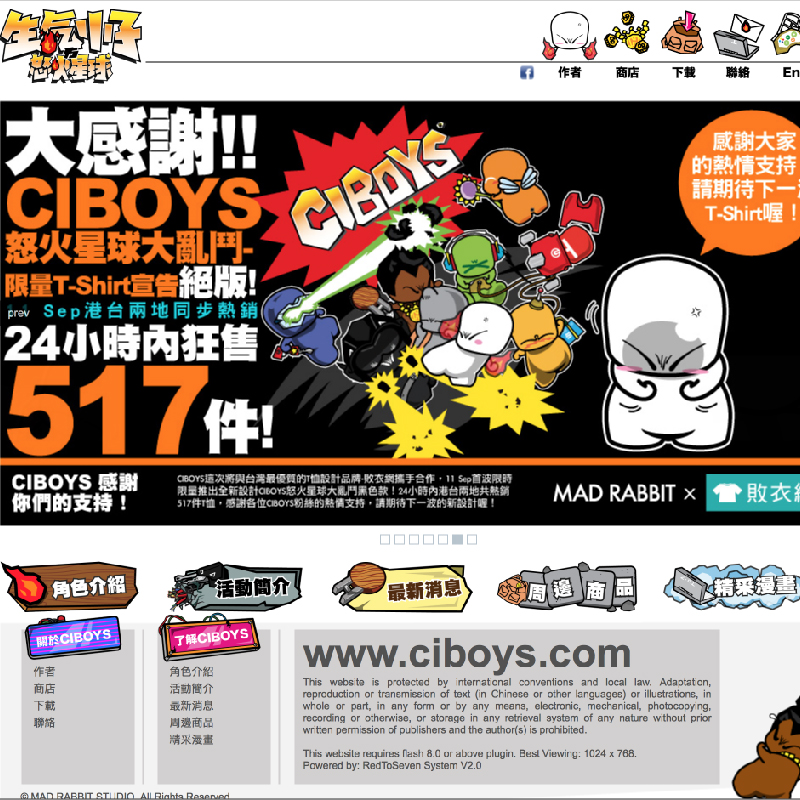 生气小子
怒火星球
作者
商店
下載
聯絡
En
大感謝!!
CIBOYS
怒火星球大亂鬥-
限量T-Shirt宣告絕版!
prev
Sep港台兩地同步熱銷
24小時內狂售
517件!
CIBOYS
感謝大家
的熱情支持
請期待下一
T-Shirt喔！
CIBOYS 感謝
你們的支持！
CIBOYS這次將與台灣最優質的T恤設計品牌-敗衣網攜手合作，11 Sep首波限時
限量推出全新設計CIBOYS怒火星球大亂鬥黑色款！24小時內港台兩地共熱銷
517件T恤，感謝各位CIBOYS粉絲的熱情支持，請期待下一波的新設計喔！
MAD RABBIT × 敗衣
角色介紹
活動簡介
最新消息
周邊商品
精采漫畫
關於CIBOYS
作者
商店
下載
聯絡
了解CIBOYS
角色介紹
活動簡介
最新消息
周邊商品
精采漫畫
www.ciboys.com
This website is protected by international conventions and local law. Adaptation,
reproduction or transmission of text (in Chinese or other languages) or illustrations, in
whole or part, in any form or by any means, electronic, mechanical, photocopying,
recording or otherwise, or storage in any retrieval system of any nature without prior
written permission of publishers and the author(s) is prohibited.
This website requires flash 8.0 or above plugin. Best Viewing: 1024 x 768.
Powered by: RedToSeven System V2.0
© MAD RABBIT STUDIO. All Rights Reserved